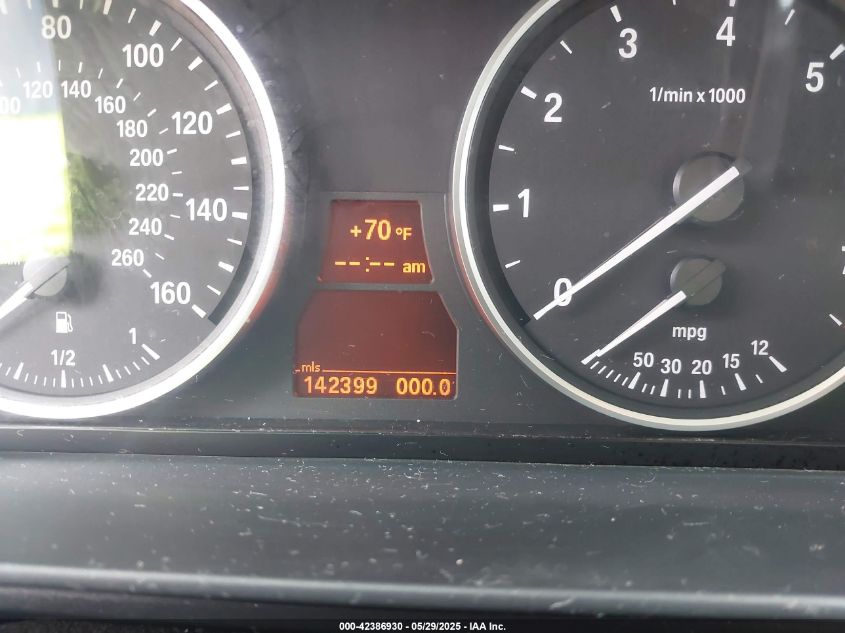 80
100
120
140
160
00 120 140 160 180 200 220 240 260
1/2 1
+70 °F
--:-- am
mls
142399 000.0
0 1 2 3 4 5
1/min x 1000
mpg
50 30 20 15 12
000-42386930 - 05/29/2025 - IAA Inc.